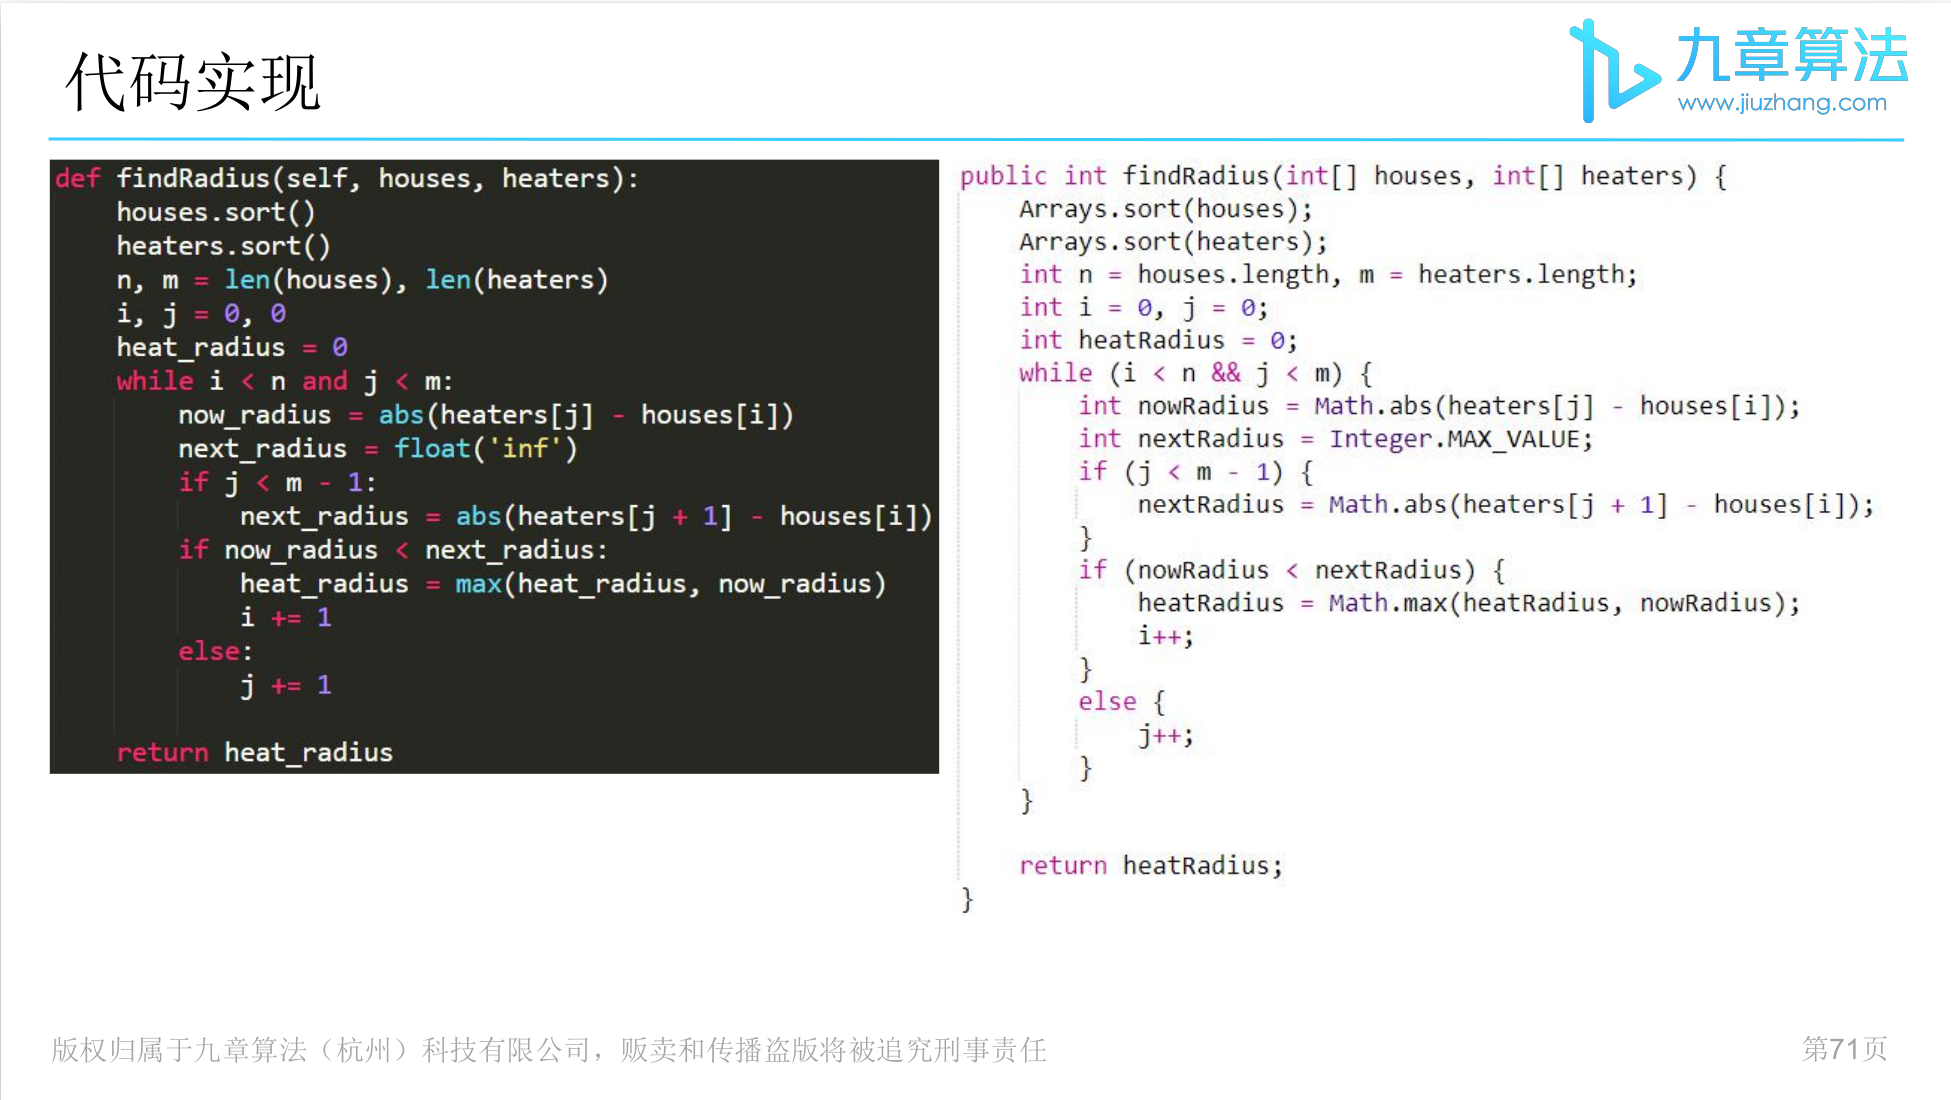 代码实现
九章算法
www.jiuzhang.com
def findRadius(self, houses, heaters):
    houses.sort()
    heaters.sort()
    n, m = len(houses), len(heaters)
    i, j = 0, 0
    heat_radius = 0
    while i < n and j < m:
        now_radius = abs(heaters[j] - houses[i])
        next_radius = float('inf')
        if j < m - 1:
            next_radius = abs(heaters[j + 1] - houses[i])
        if now_radius < next_radius:
            heat_radius = max(heat_radius, now_radius)
            i += 1
        else:
            j += 1
    return heat_radius
public int findRadius(int[] houses, int[] heaters) {
    Arrays.sort(houses);
    Arrays.sort(heaters);
    int n = houses.length, m = heaters.length;
    int i = 0, j = 0;
    int heatRadius = 0;
    while (i < n && j < m) {
        int nowRadius = Math.abs(heaters[j] - houses[i]);
        int nextRadius = Integer.MAX_VALUE;
        if (j < m - 1) {
            nextRadius = Math.abs(heaters[j + 1] - houses[i]);
        }
        if (nowRadius < nextRadius) {
            heatRadius = Math.max(heatRadius, nowRadius);
            i++;
        }
        else {
            j++;
        }
    }
    return heatRadius;
}
版权归属于九章算法（杭州）科技有限公司，贩卖和传播盗版将被追究刑事责任
第71页